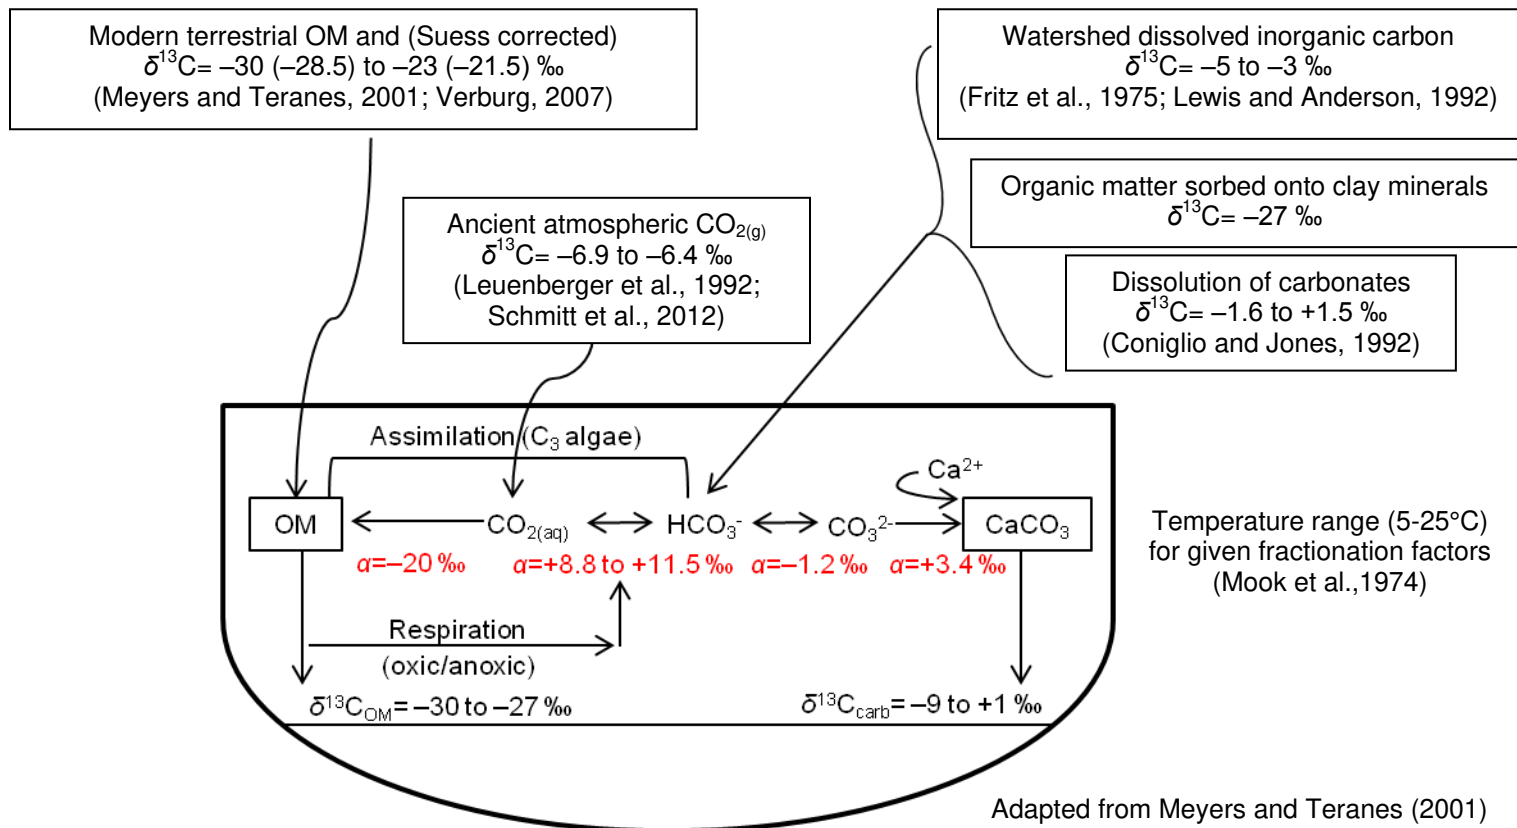 Modern terrestrial OM and (Suess corrected)
δ¹³C= –30 (–28.5) to –23 (–21.5) ‰
(Meyers and Teranes, 2001; Verburg, 2007)
Watershed dissolved inorganic carbon
δ¹³C= –5 to –3 ‰
(Fritz et al., 1975; Lewis and Anderson, 1992)
Organic matter sorbed onto clay minerals
δ¹³C= –27 ‰
Ancient atmospheric CO₂₍g₎
δ¹³C= –6.9 to –6.4 ‰
(Leuenberger et al., 1992;
Schmitt et al., 2012)
Dissolution of carbonates
δ¹³C= –1.6 to +1.5 ‰
(Coniglio and Jones, 1992)
Assimilation (C₃ algae)
Ca²⁺
OM
CO₂₍aq₎
HCO₃⁻
CO₃²⁻
CaCO₃
α=–20 ‰
α=+8.8 to +11.5 ‰
α=–1.2 ‰
α=+3.4 ‰
Temperature range (5-25°C)
for given fractionation factors
(Mook et al.,1974)
Respiration
(oxic/anoxic)
δ¹³C_OM= –30 to –27 ‰
δ¹³C_carb= –9 to +1 ‰
Adapted from Meyers and Teranes (2001)